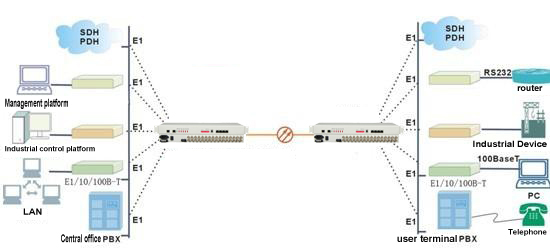 SDH
PDH
E1
Management platform
E1
Industrial control platform
E1
E1
E1/10/100B-T
LAN
E1
Central office PBX
SDH
PDH
E1
E1
RS232
router
E1
Industrial Device
E1
100BaseT
E1/10/100B-T
PC
E1
user terminal PBX
Telephone